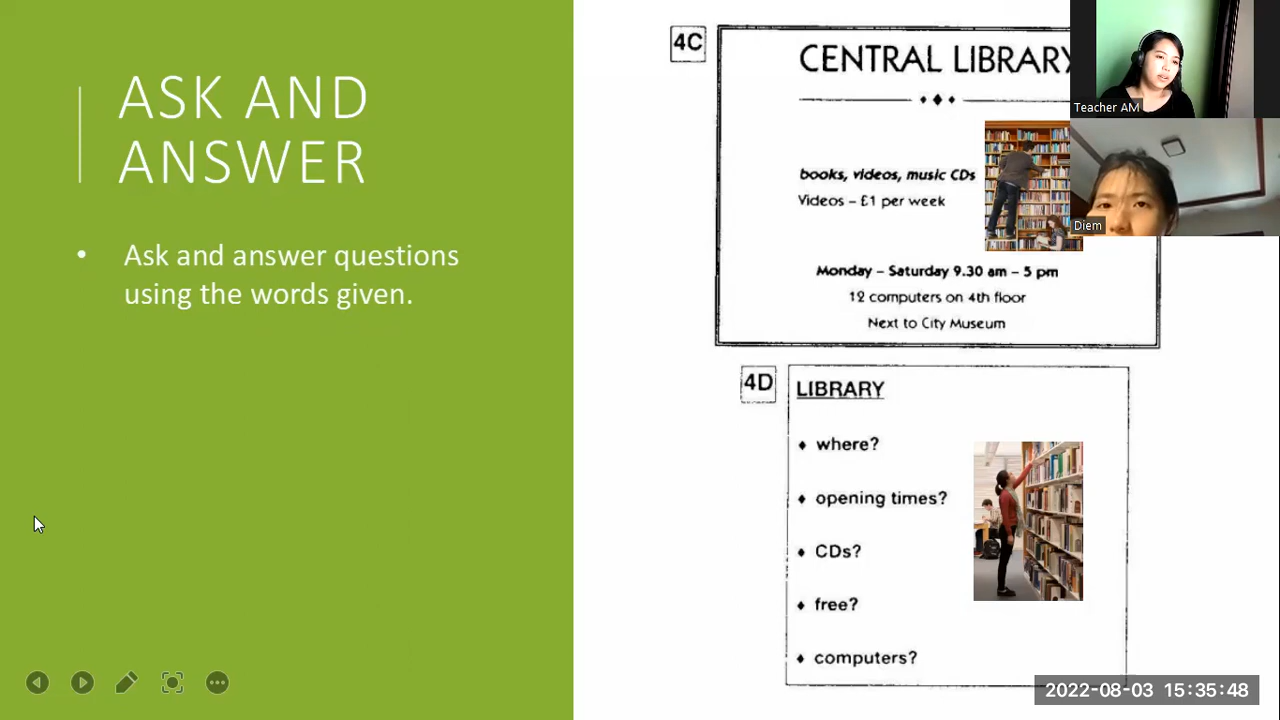 ASK AND
ANSWER
• Ask and answer questions
using the words given.
4C
CENTRAL LIBRARY
books, videos, music CDs
Videos – £1 per week
Monday – Saturday 9.30 am – 5 pm
12 computers on 4th floor
Next to City Museum
4D
LIBRARY
♦ where?
♦ opening times?
♦ CDs?
♦ free?
♦ computers?
Teacher AM
Diem
2022-08-03 15:35:48